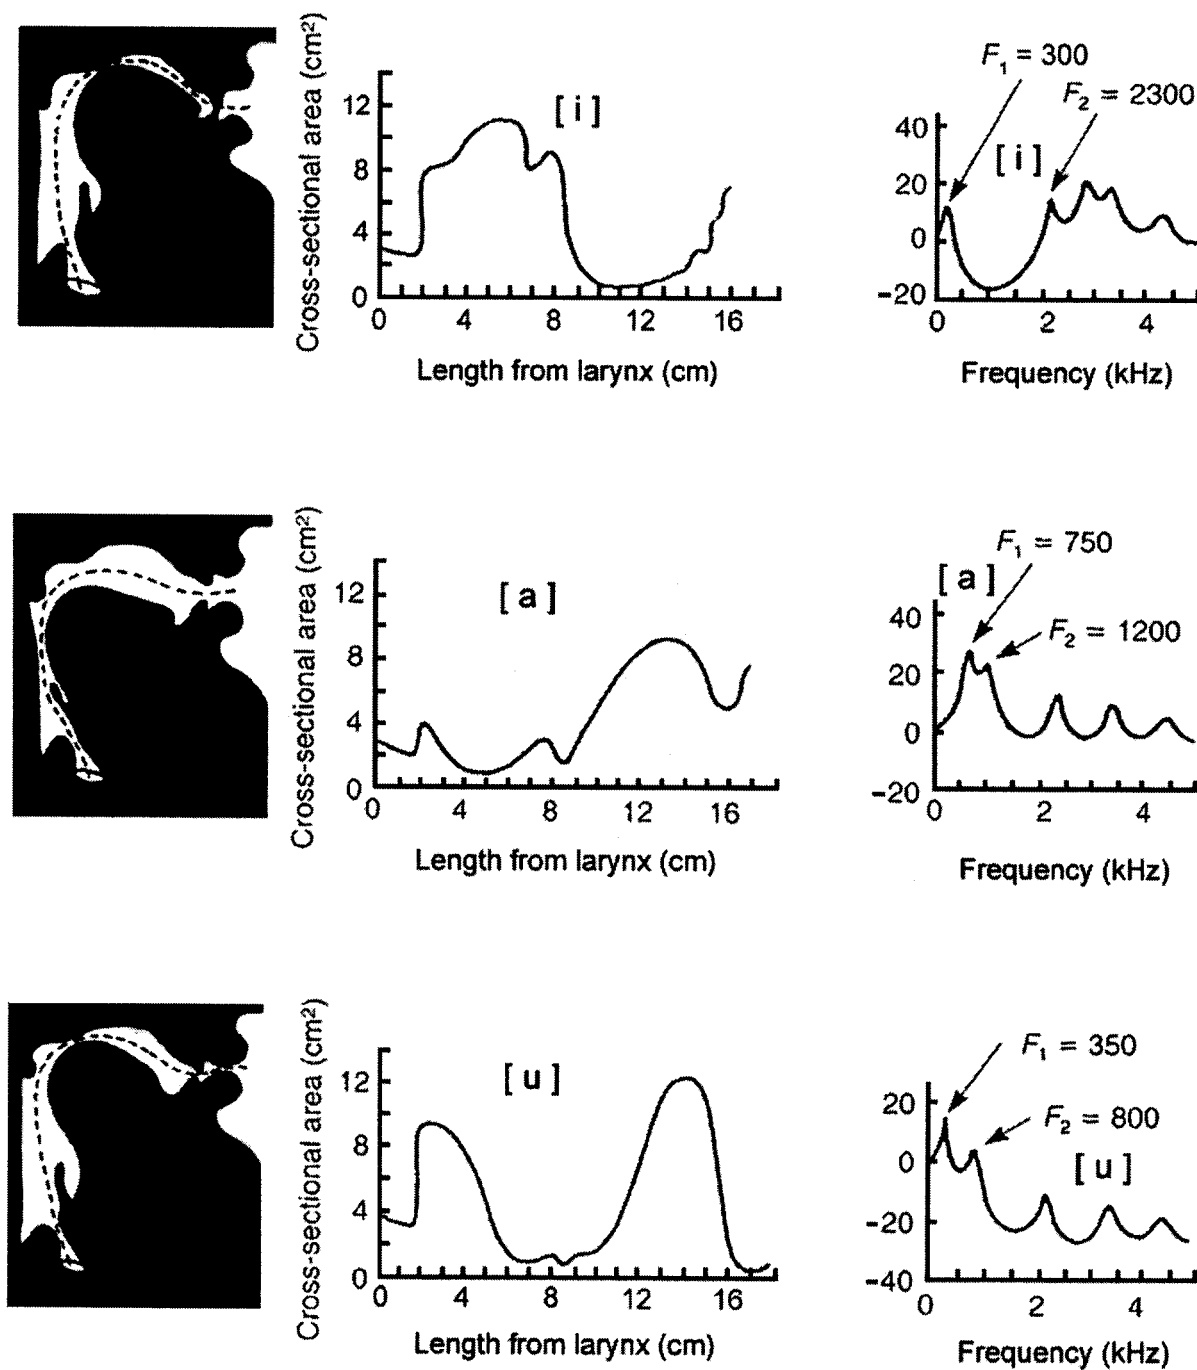 Cross-sectional area (cm²)
12
8
4
0
[ i ]
0 4 8 12 16
Length from larynx (cm)
F₁ = 300
F₂ = 2300
[ i ]
40
20
0
-20
0 2 4
Frequency (kHz)
Cross-sectional area (cm²)
12
8
4
0
[ a ]
0 4 8 12 16
Length from larynx (cm)
F₁ = 750
[ a ]
F₂ = 1200
40
20
0
-20
0 2 4
Frequency (kHz)
Cross-sectional area (cm²)
12
8
4
0
[ u ]
0 4 8 12 16
Length from larynx (cm)
F₁ = 350
F₂ = 800
[ u ]
20
0
-20
-40
0 2 4
Frequency (kHz)